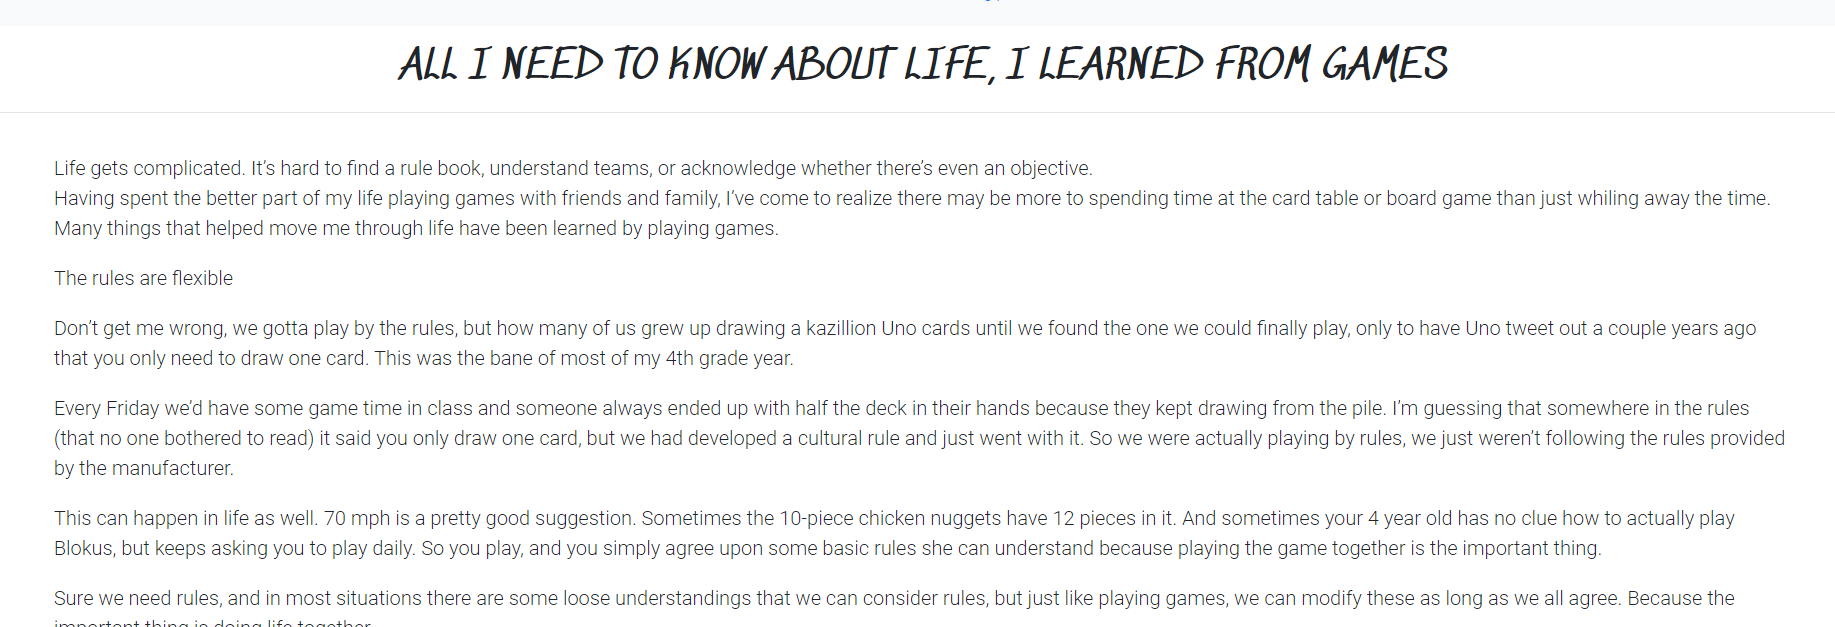 ALL I NEED TO KNOW ABOUT LIFE, I LEARNED FROM GAMES
Life gets complicated. It’s hard to find a rule book, understand teams, or acknowledge whether there’s even an objective.
Having spent the better part of my life playing games with friends and family, I’ve come to realize there may be more to spending time at the card table or board game than just whiling away the time.
Many things that helped move me through life have been learned by playing games.
The rules are flexible
Don’t get me wrong, we gotta play by the rules, but how many of us grew up drawing a kazillion Uno cards until we found the one we could finally play, only to have Uno tweet out a couple years ago
that you only need to draw one card. This was the bane of most of my 4th grade year.
Every Friday we’d have some game time in class and someone always ended up with half the deck in their hands because they kept drawing from the pile. I’m guessing that somewhere in the rules
(that no one bothered to read) it said you only draw one card, but we had developed a cultural rule and just went with it. So we were actually playing by rules, we just weren’t following the rules provided
by the manufacturer.
This can happen in life as well. 70 mph is a pretty good suggestion. Sometimes the 10-piece chicken nuggets have 12 pieces in it. And sometimes your 4 year old has no clue how to actually play
Blokus, but keeps asking you to play daily. So you play, and you simply agree upon some basic rules she can understand because playing the game together is the important thing.
Sure we need rules, and in most situations there are some loose understandings that we can consider rules, but just like playing games, we can modify these as long as we all agree. Because the
important thing is doing life together